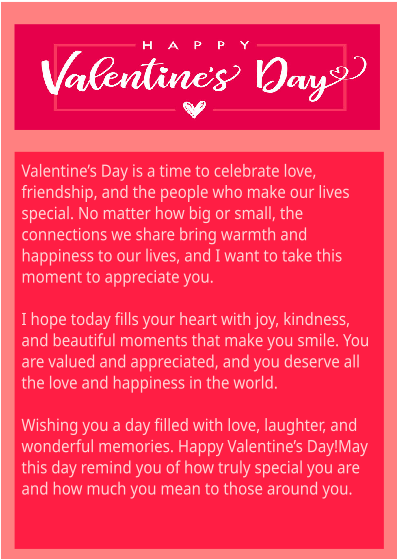 HAPPY
Valentine's Day
Valentine's Day is a time to celebrate love,
friendship, and the people who make our lives
special. No matter how big or small, the
connections we share bring warmth and
happiness to our lives, and I want to take this
moment to appreciate you.
I hope today fills your heart with joy, kindness,
and beautiful moments that make you smile. You
are valued and appreciated, and you deserve all
the love and happiness in the world.
Wishing you a day filled with love, laughter, and
wonderful memories. Happy Valentine's Day!May
this day remind you of how truly special you are
and how much you mean to those around you.